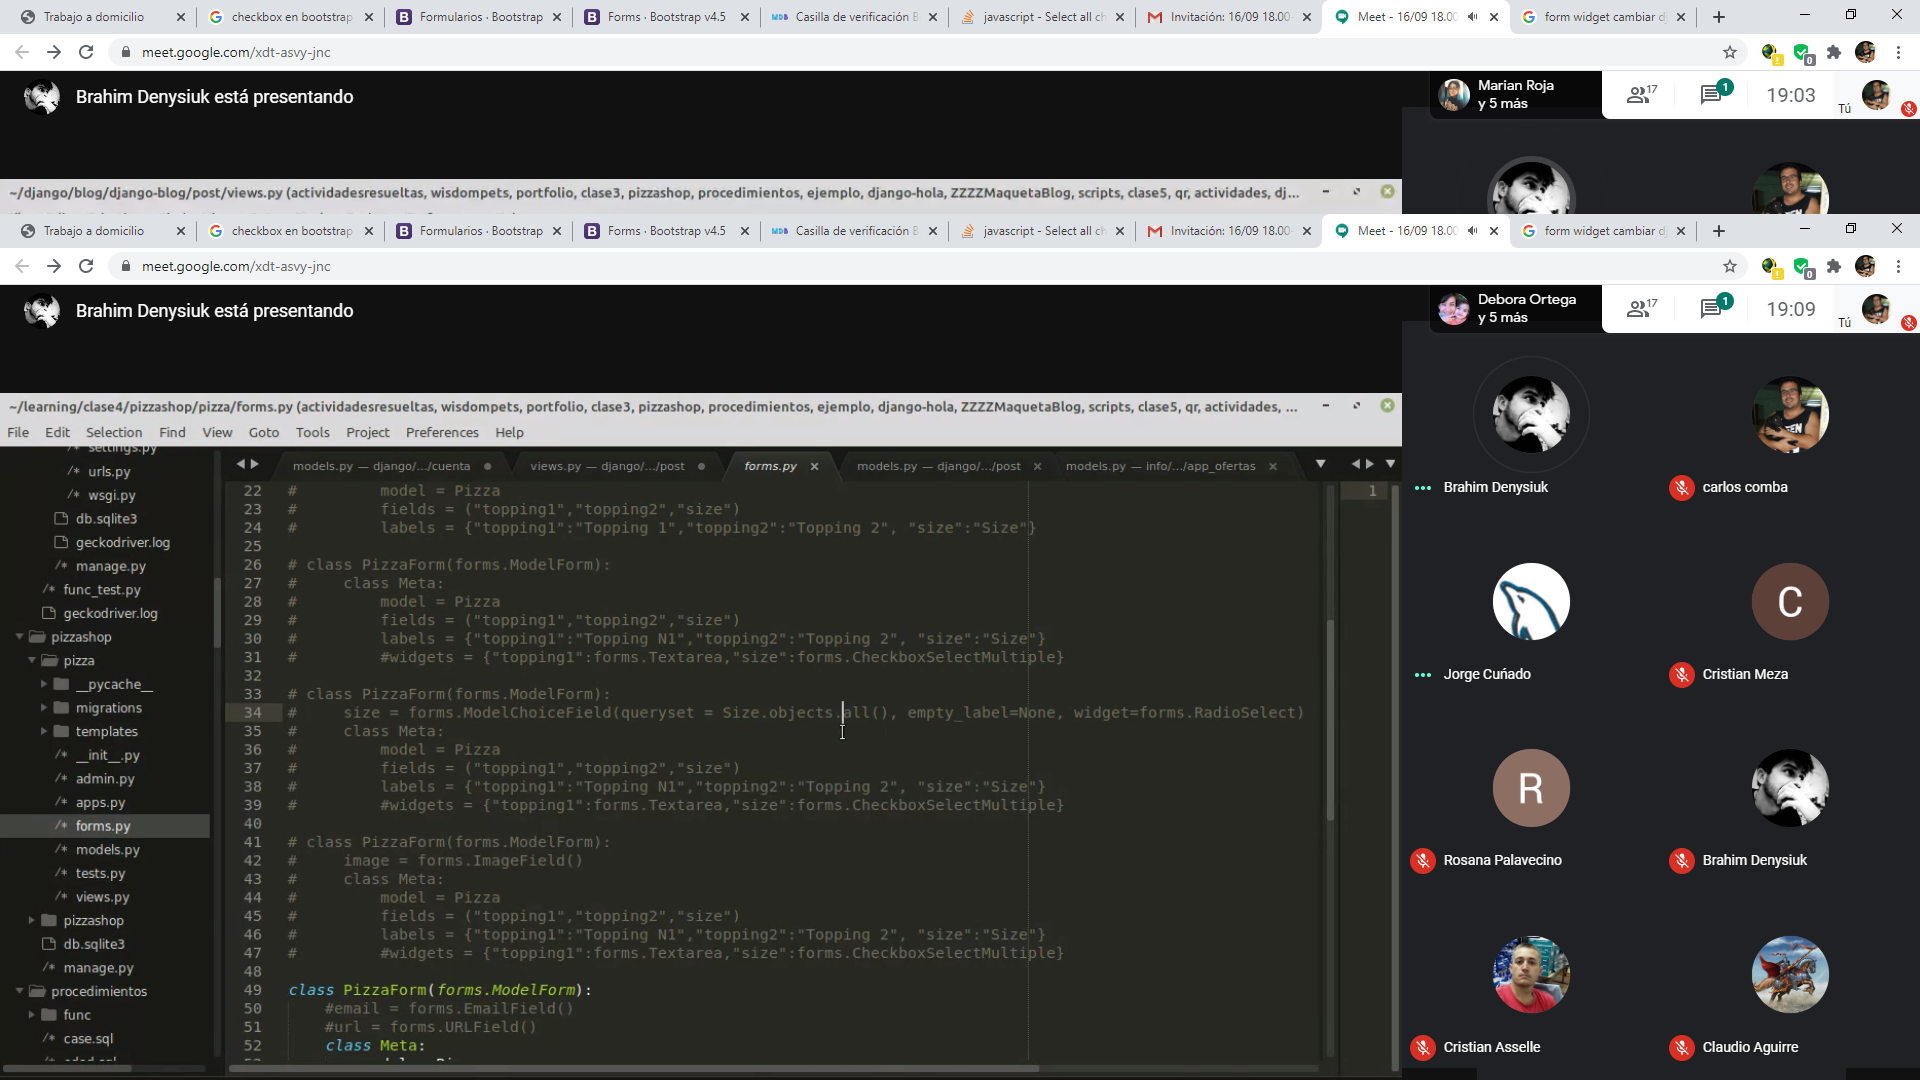 Trabajo a domicilio
checkbox en bootstrap
Formularios · Bootstrap
Forms · Bootstrap v4.5
Casilla de verificación B
javascript - Select all ch
Invitación: 16/09 18.00
Meet - 16/09 18.00
form widget cambiar d
meet.google.com/xdt-asvy-jnc
Brahim Denysiuk está presentando
Marian Roja
y 5 más
17
1
19:03
Tú
~/django/blog/django-blog/post/views.py (actividadesresueltas, wisdompets, portfolio, clase3, pizzashop, procedimientos, ejemplo, django-hola, ZZZZMaquetaBlog, scripts, clase5, qr, actividades, dj...
Trabajo a domicilio
checkbox en bootstrap
Formularios · Bootstrap
Forms · Bootstrap v4.5
Casilla de verificación B
javascript - Select all ch
Invitación: 16/09 18.00
Meet - 16/09 18.00
form widget cambiar d
meet.google.com/xdt-asvy-jnc
Brahim Denysiuk está presentando
Debora Ortega
y 5 más
17
1
19:09
Tú
~/learning/clase4/pizzashop/pizza/forms.py (actividadesresueltas, wisdompets, portfolio, clase3, pizzashop, procedimientos, ejemplo, django-hola, ZZZZMaquetaBlog, scripts, clase5, qr, actividades, ...
File Edit Selection Find View Goto Tools Project Preferences Help
settings.py
urls.py
wsgi.py
db.sqlite3
geckodriver.log
manage.py
func_test.py
geckodriver.log
pizzashop
pizza
__pycache__
migrations
templates
__init__.py
admin.py
apps.py
forms.py
models.py
tests.py
views.py
pizzashop
db.sqlite3
manage.py
procedimientos
func
case.sql
models.py — django/.../cuenta
views.py — django/.../post
forms.py
models.py — django/.../post
models.py — info/.../app_ofertas
1
22 # model = Pizza
23 # fields = ("topping1","topping2","size")
24 # labels = {"topping1":"Topping 1","topping2":"Topping 2", "size":"Size"}
25
26 # class PizzaForm(forms.ModelForm):
27 # class Meta:
28 # model = Pizza
29 # fields = ("topping1","topping2","size")
30 # labels = {"topping1":"Topping N1","topping2":"Topping 2", "size":"Size"}
31 # #widgets = {"topping1":forms.Textarea,"size":forms.CheckboxSelectMultiple}
32
33 # class PizzaForm(forms.ModelForm):
34 # size = forms.ModelChoiceField(queryset = Size.objects.all(), empty_label=None, widget=forms.RadioSelect)
35 # class Meta:
36 # model = Pizza
37 # fields = ("topping1","topping2","size")
38 # labels = {"topping1":"Topping N1","topping2":"Topping 2", "size":"Size"}
39 # #widgets = {"topping1":forms.Textarea,"size":forms.CheckboxSelectMultiple}
40
41 # class PizzaForm(forms.ModelForm):
42 # image = forms.ImageField()
43 # class Meta:
44 # model = Pizza
45 # fields = ("topping1","topping2","size")
46 # labels = {"topping1":"Topping N1","topping2":"Topping 2", "size":"Size"}
47 # #widgets = {"topping1":forms.Textarea,"size":forms.CheckboxSelectMultiple}
48
49 class PizzaForm(forms.ModelForm):
50 #email = forms.EmailField()
51 #url = forms.URLField()
52 class Meta:
Brahim Denysiuk
carlos comba
C
Jorge Cuñado
Cristian Meza
R
Rosana Palavecino
Brahim Denysiuk
Cristian Asselle
Claudio Aguirre